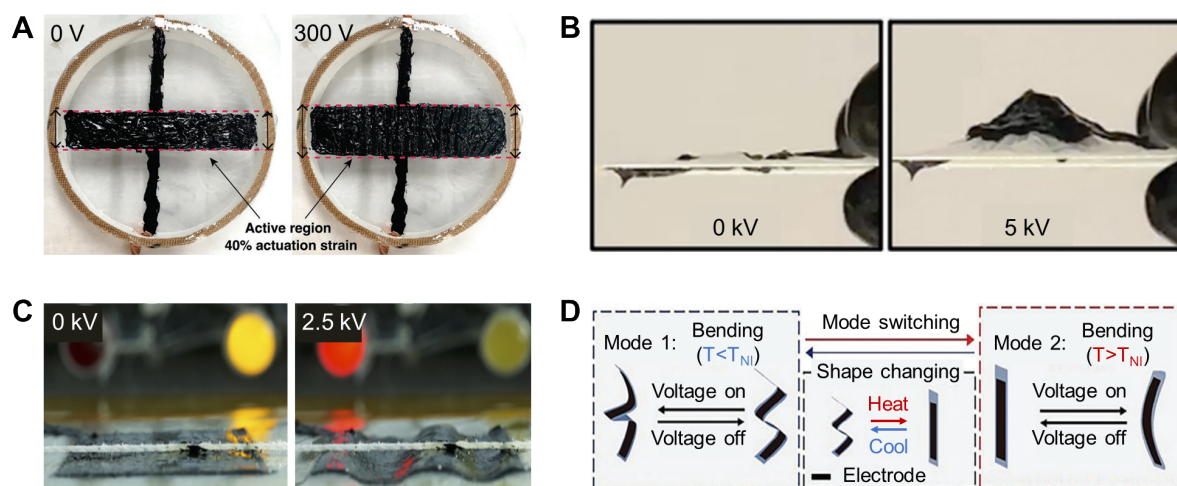 A
0 V
300 V
Active region
40% actuation strain
B
0 kV
5 kV
C
0 kV
2.5 kV
D
Mode 1: Bending
(T<TNI)
Voltage on
Voltage off
Mode switching
Shape changing
Heat
Cool
Electrode
Mode 2: Bending
(T>TNI)
Voltage on
Voltage off